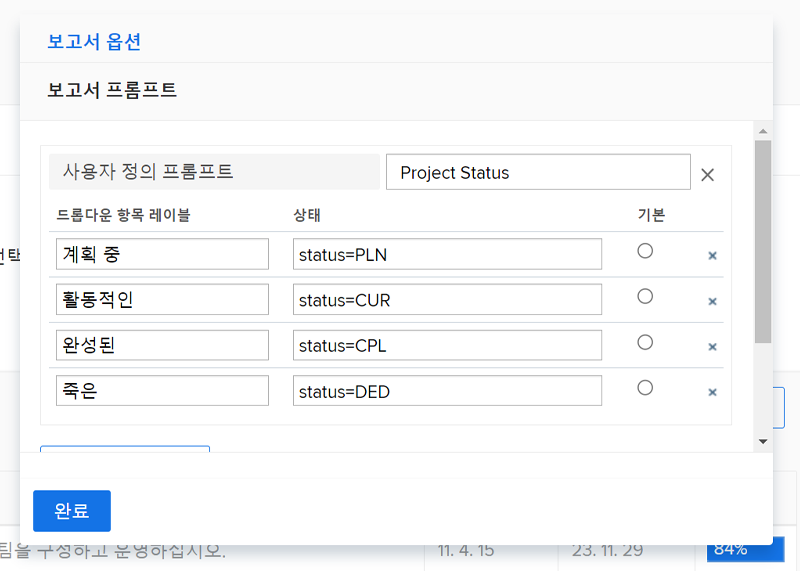 보고서 옵션
보고서 프롬프트
사용자 정의 프롬프트 Project Status
드롭다운 항목 레이블 상태 기본
계획 중 status=PLN
활동적인 status=CUR
완성된 status=CPL
죽은 status=DED
선택
완료
팀을 구성하고 운영하십시오. 11. 4. 15 23. 11. 29 84%